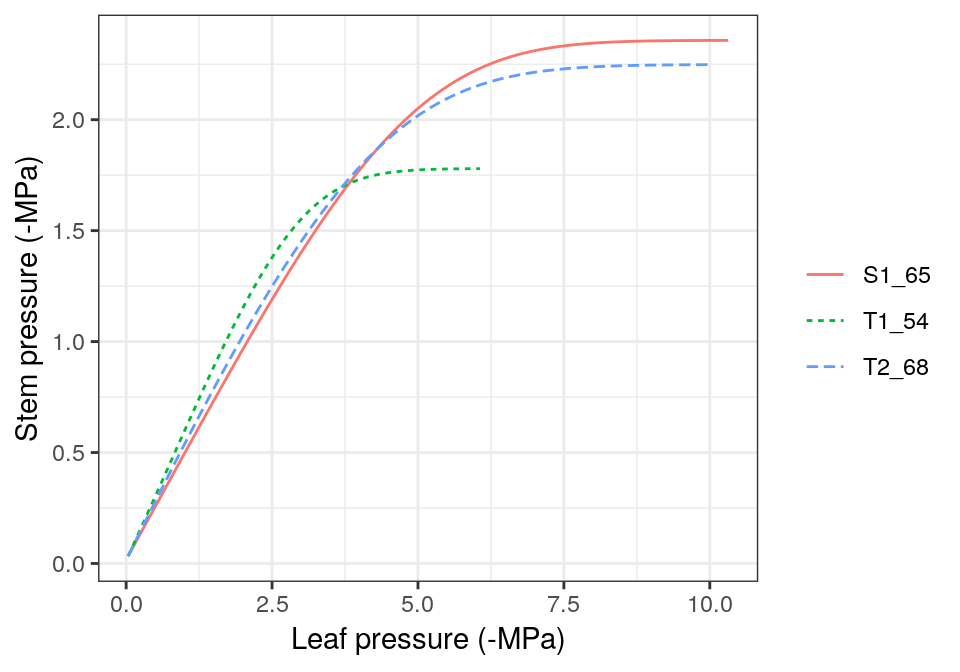 Stem pressure (-MPa)
2.0
1.5
1.0
0.5
0.0
0.0 2.5 5.0 7.5 10.0
Leaf pressure (-MPa)
S1_65
T1_54
T2_68